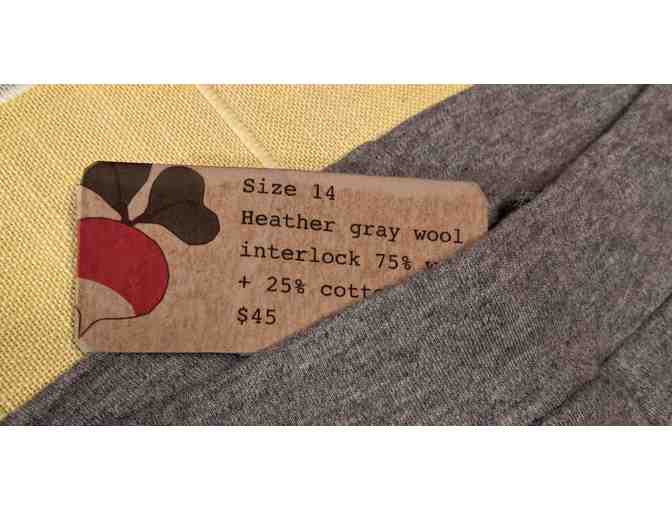 Size 14
Heather gray wool
interlock 75%
+ 25%
$45